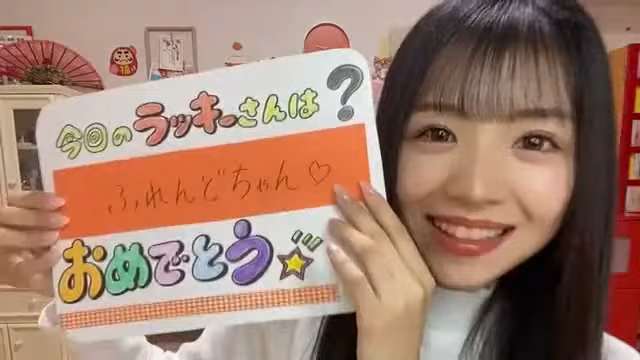 今回のラッキーさんは?
ふれんどちゃん♡
おめでとう☆